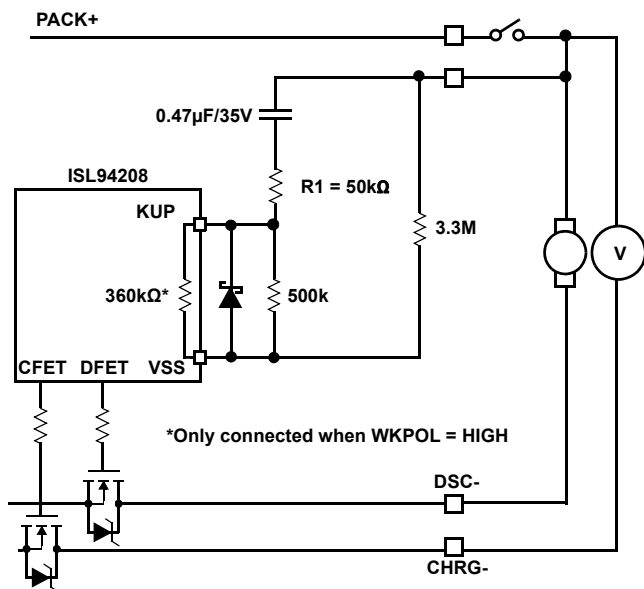 PACK+
0.47µF/35V
ISL94208
R1 = 50kΩ
KUP
3.3M
V
360kΩ*
500k
CFET DFET VSS
*Only connected when WKPOL = HIGH
DSC-
CHRG-